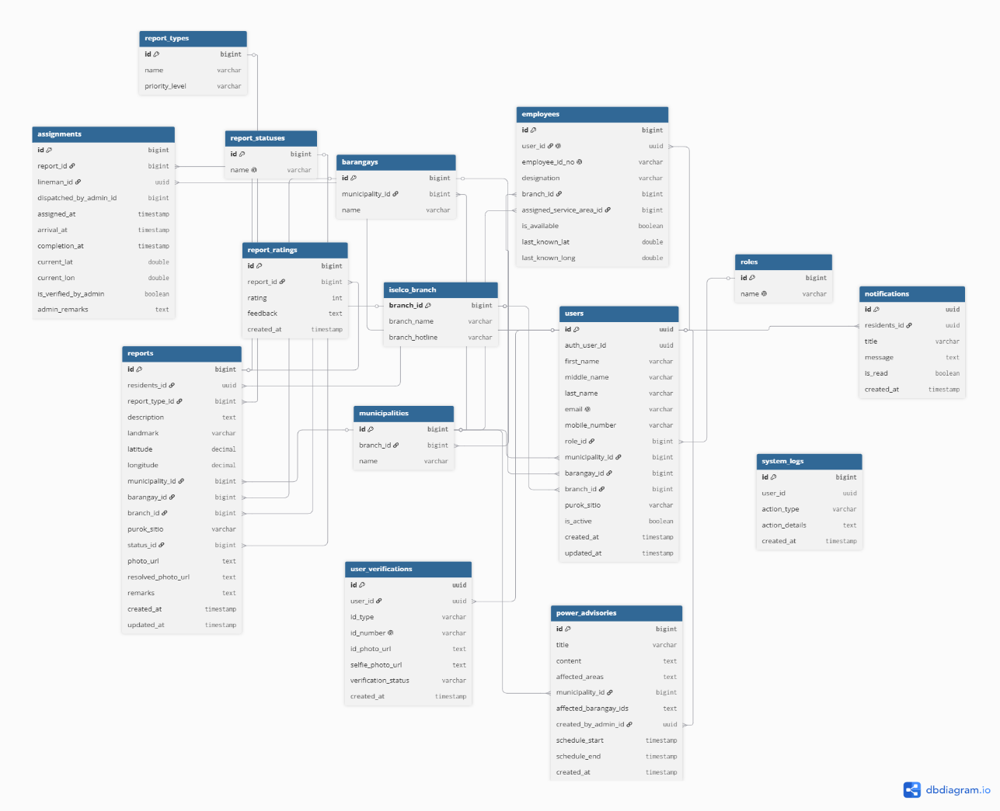 report_types
id bigint
name varchar
priority_level varchar
assignments
id bigint
report_id bigint
lineman_id uuid
dispatched_by_admin_id bigint
assigned_at timestamp
arrival_at timestamp
completion_at timestamp
current_lat double
current_lon double
is_verified_by_admin boolean
admin_remarks text
report_statuses
id bigint
name varchar
barangays
id bigint
municipality_id bigint
name varchar
employees
id bigint
user_id uuid
employee_id_no varchar
designation varchar
branch_id bigint
assigned_service_area_id bigint
is_available boolean
last_known_lat double
last_known_long double
report_ratings
id bigint
report_id bigint
rating int
feedback text
created_at timestamp
iselco_branch
branch_id bigint
branch_name varchar
branch_hotline varchar
roles
id bigint
name varchar
notifications
id uuid
residents_id uuid
title varchar
message text
is_read boolean
created_at timestamp
users
id uuid
auth_user_id uuid
first_name varchar
middle_name varchar
last_name varchar
email varchar
mobile_number varchar
role_id bigint
municipality_id bigint
barangay_id bigint
branch_id bigint
purok_sitio varchar
is_active boolean
created_at timestamp
updated_at timestamp
reports
id bigint
residents_id uuid
report_type_id bigint
description text
landmark varchar
latitude decimal
longitude decimal
municipality_id bigint
barangay_id bigint
branch_id bigint
purok_sitio varchar
status_id bigint
photo_url text
resolved_photo_url text
remarks text
created_at timestamp
updated_at timestamp
municipalities
id bigint
branch_id bigint
name varchar
system_logs
id bigint
user_id uuid
action_type varchar
action_details text
created_at timestamp
user_verifications
id uuid
user_id uuid
id_type varchar
id_number varchar
id_photo_url text
selfie_photo_url text
verification_status varchar
created_at timestamp
power_advisories
id bigint
title varchar
content text
affected_areas text
municipality_id bigint
affected_barangay_ids text
created_by_admin_id uuid
schedule_start timestamp
schedule_end timestamp
created_at timestamp
dbdiagram.io